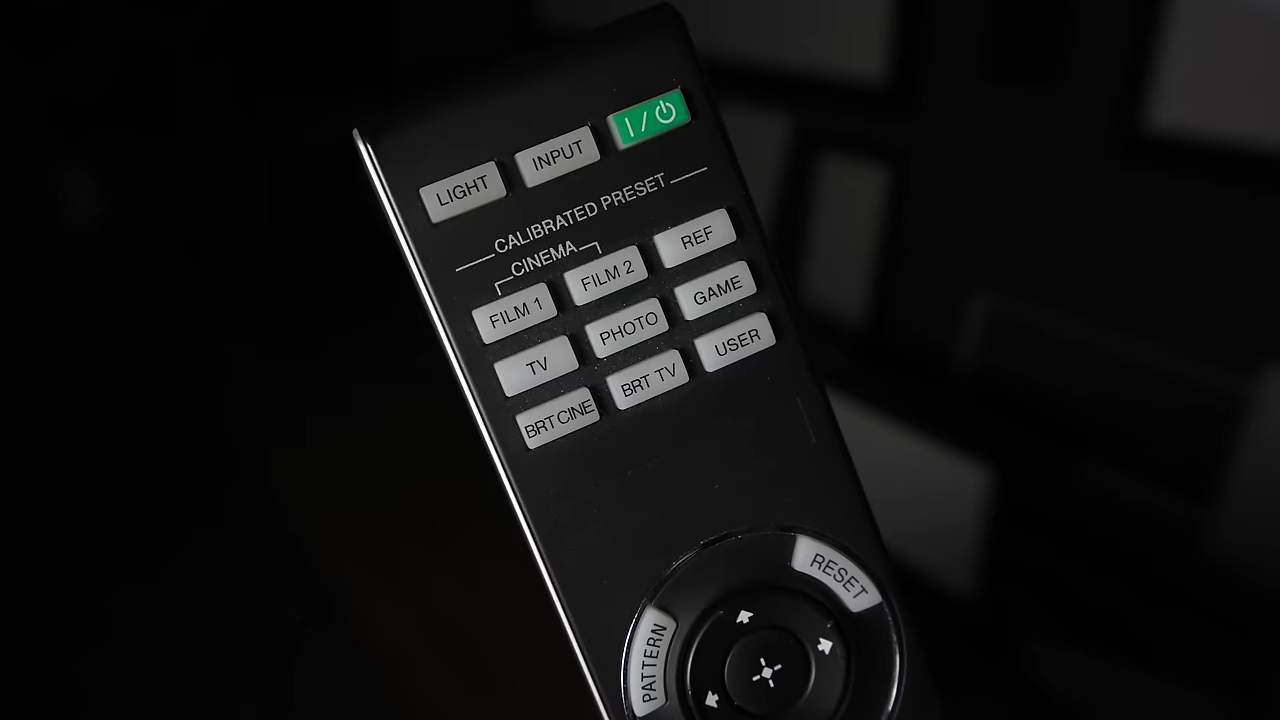 LIGHT INPUT I / ⏻
CALIBRATED PRESET
CINEMA
FILM 1 FILM 2 REF
TV PHOTO GAME
BRT CINE BRT TV USER
RESET
PATTERN